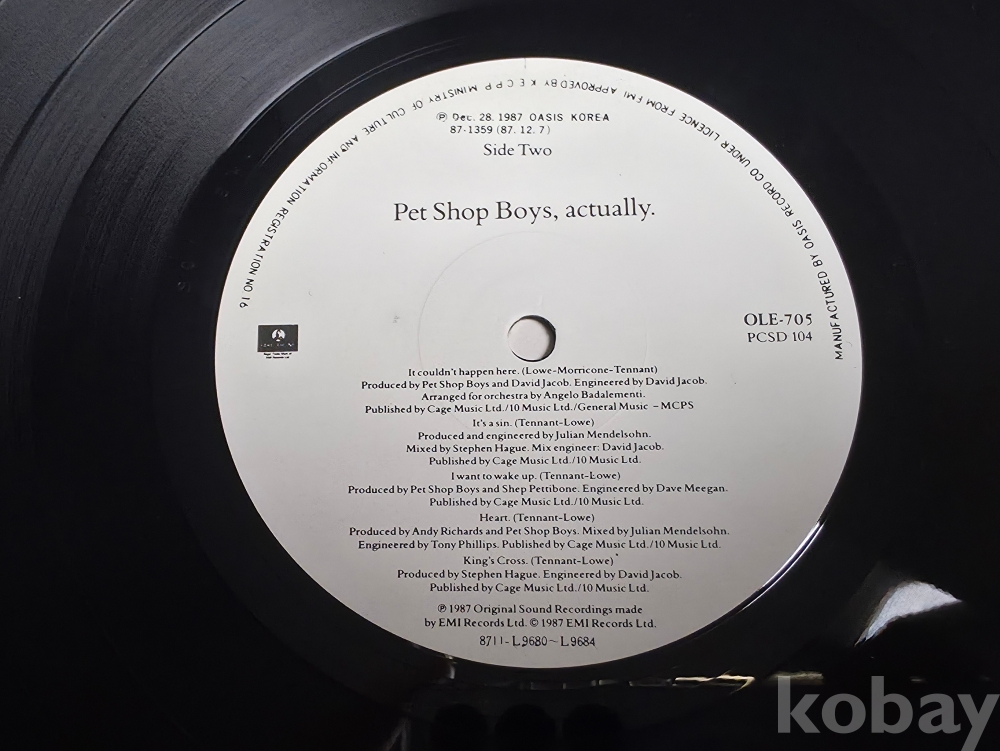 MANUFACTURED BY OASIS RECORD CO UNDER LICENCE FROM EMI APPROVED BY K E C P P MINISTRY OF CULTURE AND INFORMATION REGISTRATION NO. 16
Ⓟ Dec. 28. 1987 OASIS KOREA
87-1359 (87. 12. 7)
Side Two
Pet Shop Boys, actually.
OLE-705
PCSD 104
It couldn't happen here. (Lowe-Morricone-Tennant)
Produced by Pet Shop Boys and David Jacob. Engineered by David Jacob.
Arranged for orchestra by Angelo Badalementi.
Published by Cage Music Ltd./10 Music Ltd./General Music – MCPS
It's a sin. (Tennant-Lowe)
Produced and engineered by Julian Mendelsohn.
Mixed by Stephen Hague. Mix engineer: David Jacob.
Published by Cage Music Ltd./10 Music Ltd.
I want to wake up. (Tennant-Lowe)
Produced by Pet Shop Boys and Shep Pettibone. Engineered by Dave Meegan.
Published by Cage Music Ltd./10 Music Ltd.
Heart. (Tennant-Lowe)
Produced by Andy Richards and Pet Shop Boys. Mixed by Julian Mendelsohn.
Engineered by Tony Phillips. Published by Cage Music Ltd./10 Music Ltd.
King's Cross. (Tennant-Lowe)
Produced by Stephen Hague. Engineered by David Jacob.
Published by Cage Music Ltd./10 Music Ltd.
Ⓟ 1987 Original Sound Recordings made
by EMI Records Ltd. © 1987 EMI Records Ltd.
8711-L9680~L9684
kobay